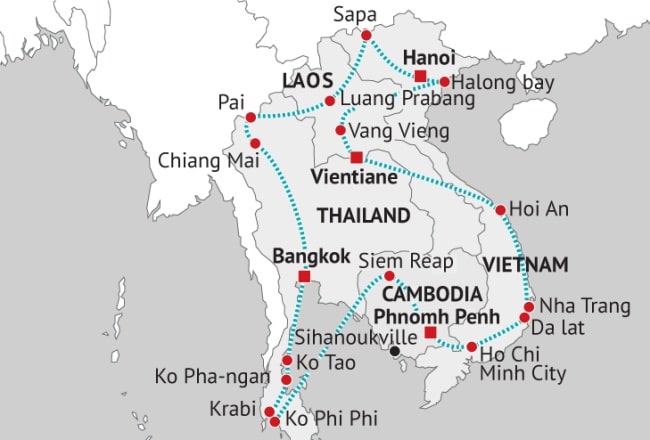 Sapa
Hanoi
LAOS
Halong bay
Pai
Luang Prabang
Vang Vieng
Chiang Mai
Vientiane
THAILAND
Hoi An
Bangkok
Siem Reap
VIETNAM
CAMBODIA
Nha Trang
Phnomh Penh
Da lat
Sihanoukville
Ho Chi
Minh City
Ko Tao
Ko Pha-ngan
Krabi
Ko Phi Phi